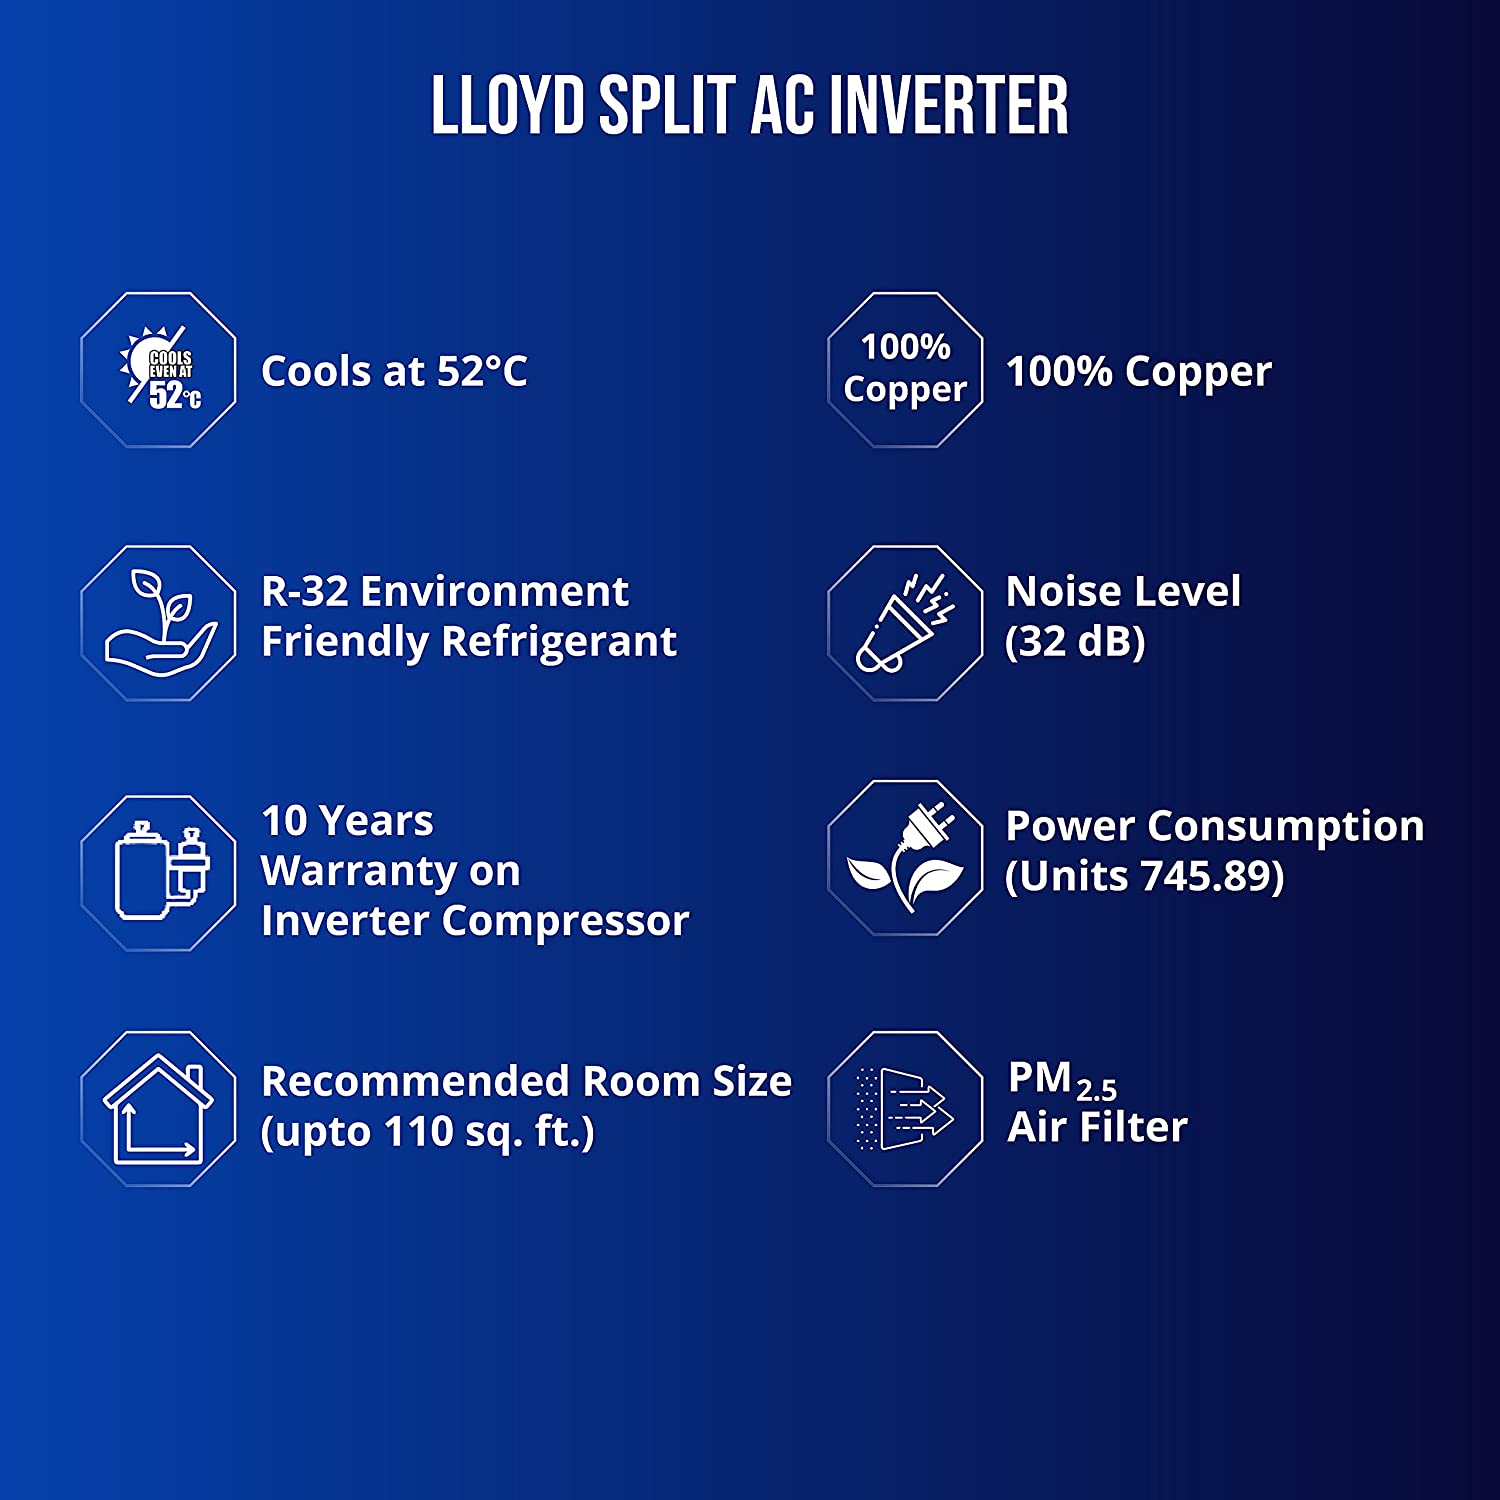 LLOYD SPLIT AC INVERTER
COOLS
EVEN AT
52°C
Cools at 52°C
100%
Copper
100% Copper
R-32 Environment
Friendly Refrigerant
Noise Level
(32 dB)
10 Years
Warranty on
Inverter Compressor
Power Consumption
(Units 745.89)
Recommended Room Size
(upto 110 sq. ft.)
PM2.5
Air Filter